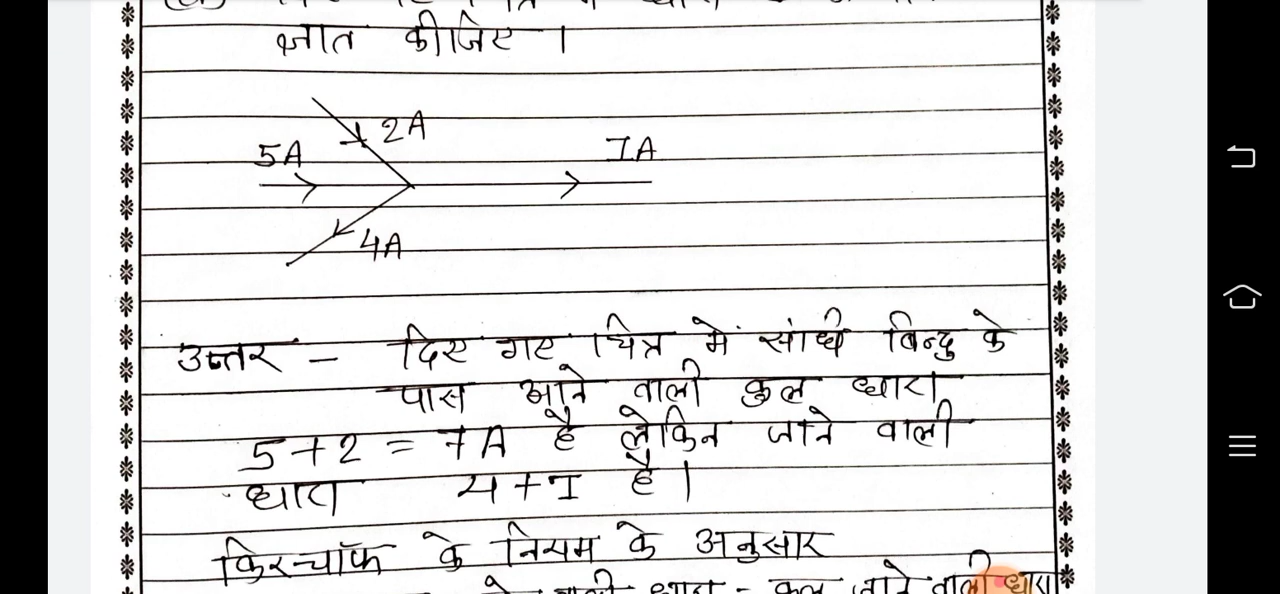 ज्ञात कीजिए ।
2A
5A
IA
4A
उत्तर – दिए गए चित्र में संधि बिन्दु के
पास आने वाली कुल धारा
5+2 = 7A है लेकिन जाने वाली
धारा 4+I है ।
किरचॉफ के नियम के अनुसार
वाली धारा = कुल जाने वाली धारा